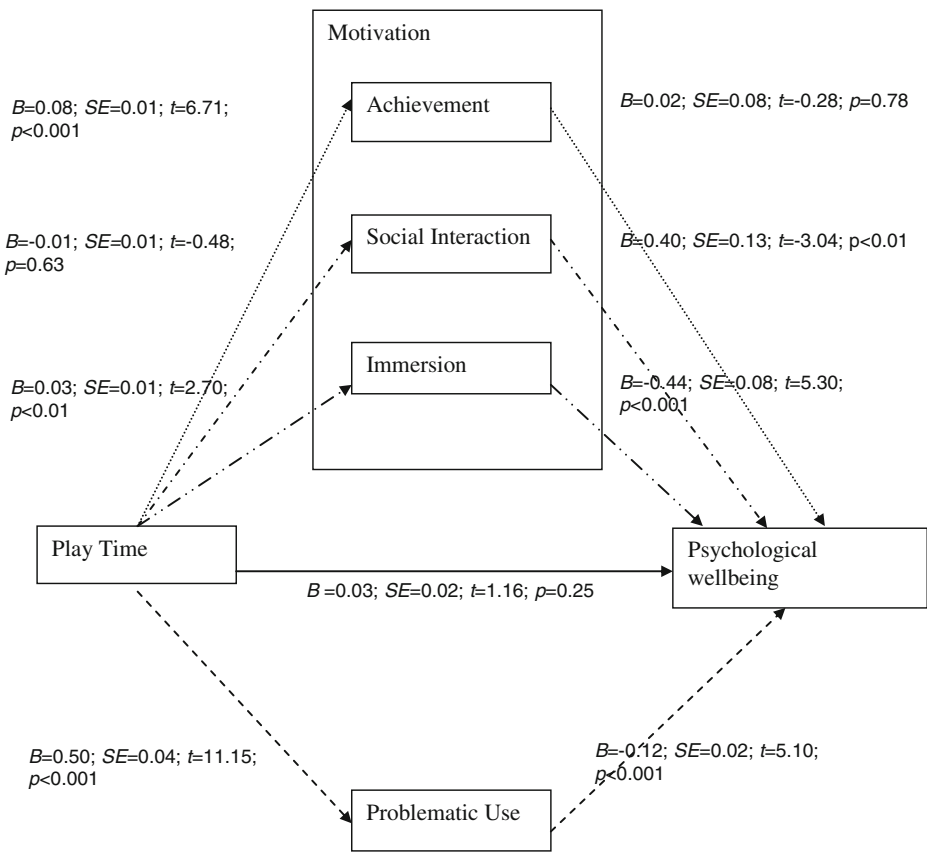 Motivation
B=0.08; SE=0.01; t=6.71;
p<0.001
Achievement
B=0.02; SE=0.08; t=-0.28; p=0.78
B=-0.01; SE=0.01; t=-0.48;
p=0.63
Social Interaction
B=0.40; SE=0.13; t=-3.04; p<0.01
B=0.03; SE=0.01; t=2.70;
p<0.01
Immersion
B=-0.44; SE=0.08; t=5.30;
p<0.001
Play Time
Psychological
wellbeing
B =0.03; SE=0.02; t=1.16; p=0.25
B=0.50; SE=0.04; t=11.15;
p<0.001
B=-0.12; SE=0.02; t=5.10;
p<0.001
Problematic Use